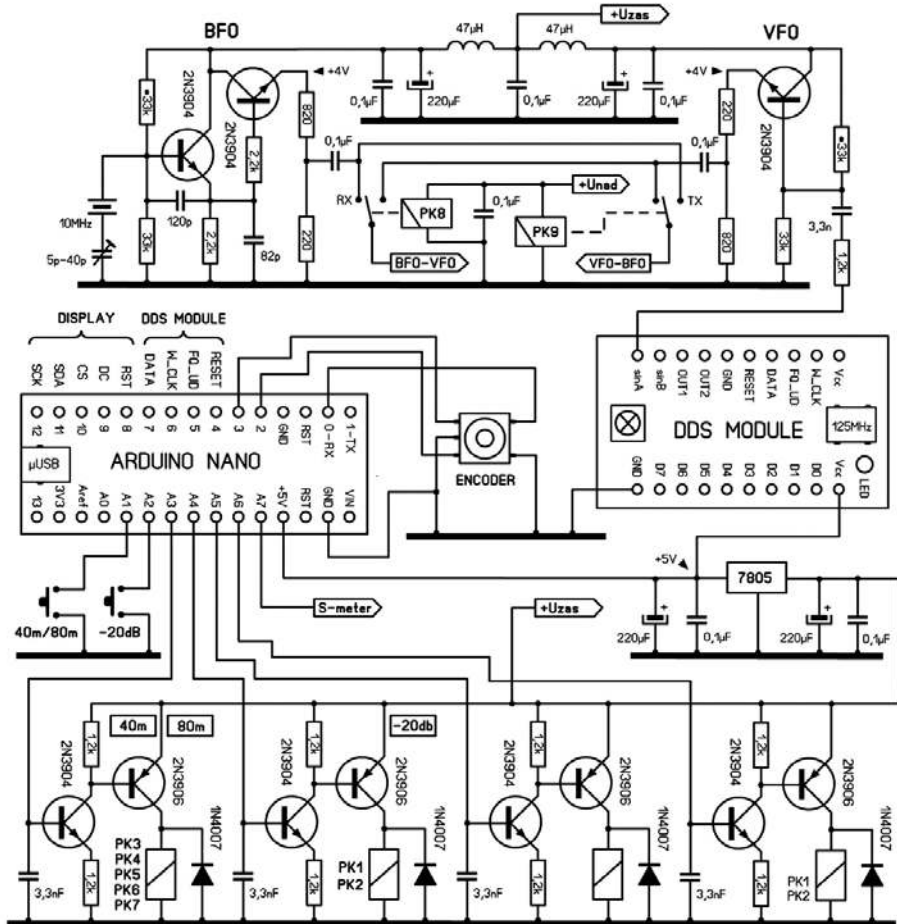 BFO
47µH
+Uzas
47µH
VFO
2N3904
2N3904
+4V
+4V
2N3904
*33k
820
0,1µF
220µF
0,1µF
220µF
0,1µF
220
*33k
2,2k
0,1µF
0,1µF
10MHz
5p-40p
120p
33k
2,2k
82p
220
RX
PK8
0,1µF
+Unad
PK9
TX
BFO-VFO
VFO-BFO
820
33k
3,3n
1,2k
DISPLAY
DDS MODULE
SCK
SDA
CS
DC
RST
DATA
W_CLK
FQ_UD
RESET
12
11
10
9
8
7
6
5
4
3
2
GND
RST
0-RX
1-TX
µUSB
ARDUINO NANO
13
3V3
Aref
A0
A1
A2
A3
A4
A5
A6
A7
+5V
RST
GND
VIN
ENCODER
sinA
sinB
OUT1
OUT2
GND
RESET
DATA
FQ_UD
W_CLK
Vcc
DDS MODULE
125MHz
GND
D7
D6
D5
D4
D3
D2
D1
D0
Vcc
LED
40m/80m
-20dB
S-meter
+Uzas
+5V
7805
220µF
0,1µF
220µF
0,1µF
2N3904
1,2k
40m
80m
2N3906
1N4007
3,3nF
1,2k
PK3
PK4
PK5
PK6
PK7
2N3904
1,2k
-20db
2N3906
1N4007
3,3nF
1,2k
PK1
PK2
2N3904
1,2k
2N3906
1N4007
3,3nF
1,2k
2N3904
1,2k
2N3906
1N4007
3,3nF
1,2k
PK1
PK2